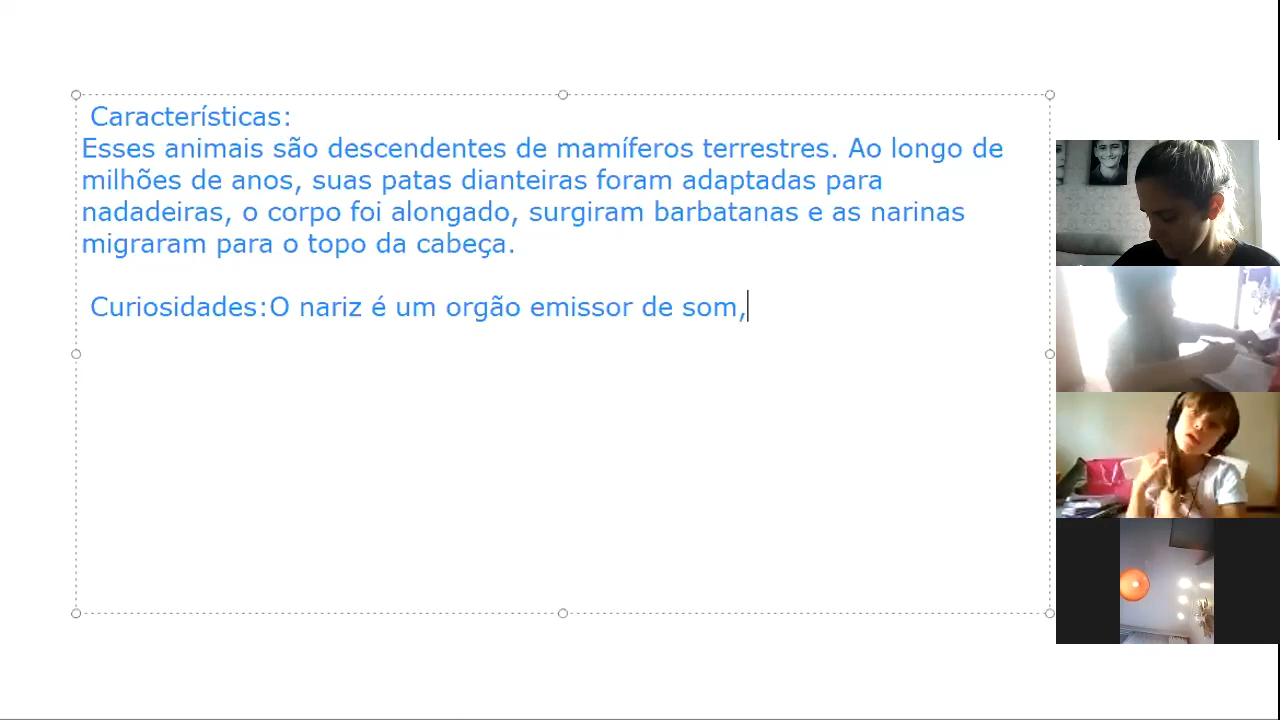 Características:
Esses animais são descendentes de mamíferos terrestres. Ao longo de
milhões de anos, suas patas dianteiras foram adaptadas para
nadadeiras, o corpo foi alongado, surgiram barbatanas e as narinas
migraram para o topo da cabeça.
Curiosidades:O nariz é um orgão emissor de som,